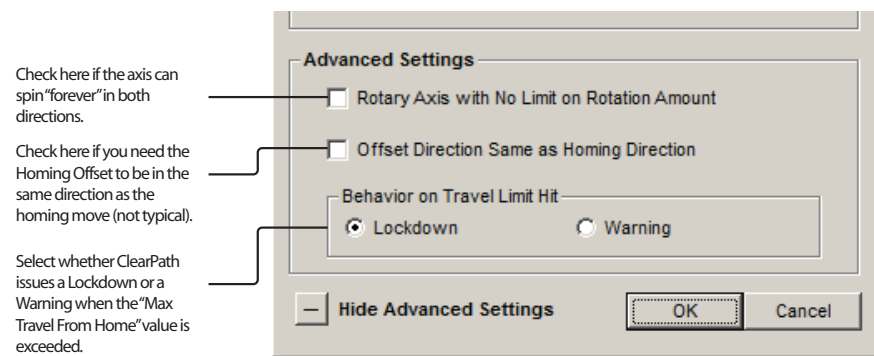 Check here if the axis can
spin “forever” in both
directions.
Check here if you need the
Homing Offset to be in the
same direction as the
homing move (not typical).
Select whether ClearPath
issues a Lockdown or a
Warning when the “Max
Travel From Home” value is
exceeded.
Advanced Settings
Rotary Axis with No Limit on Rotation Amount
Offset Direction Same as Homing Direction
Behavior on Travel Limit Hit
Lockdown
Warning
Hide Advanced Settings
OK
Cancel